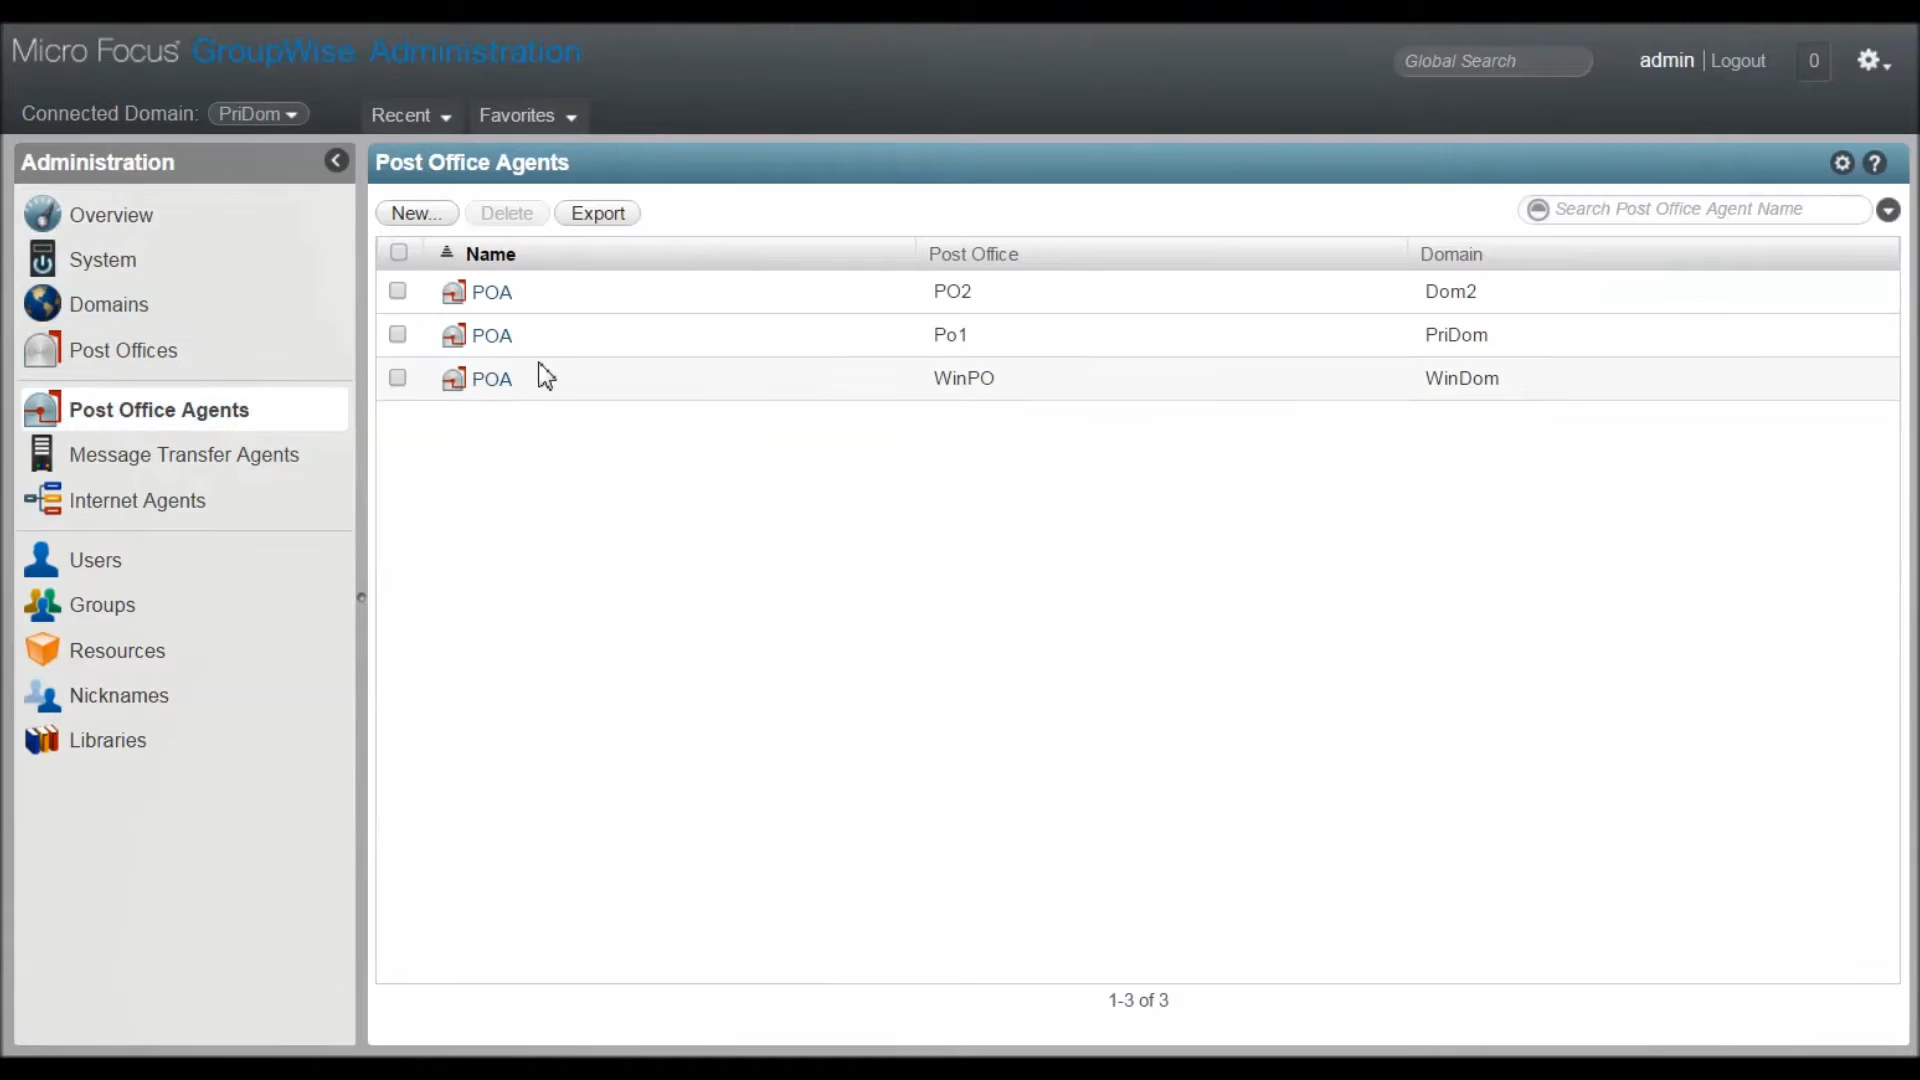 Micro Focus GroupWise Administration
Global Search
admin | Logout
0
Connected Domain: PriDom
Recent
Favorites
Administration
Overview
System
Domains
Post Offices
Post Office Agents
Message Transfer Agents
Internet Agents
Users
Groups
Resources
Nicknames
Libraries
Post Office Agents
?
New... Delete Export
Search Post Office Agent Name
Name Post Office Domain
POA PO2 Dom2
POA Po1 PriDom
POA WinPO WinDom
1-3 of 3